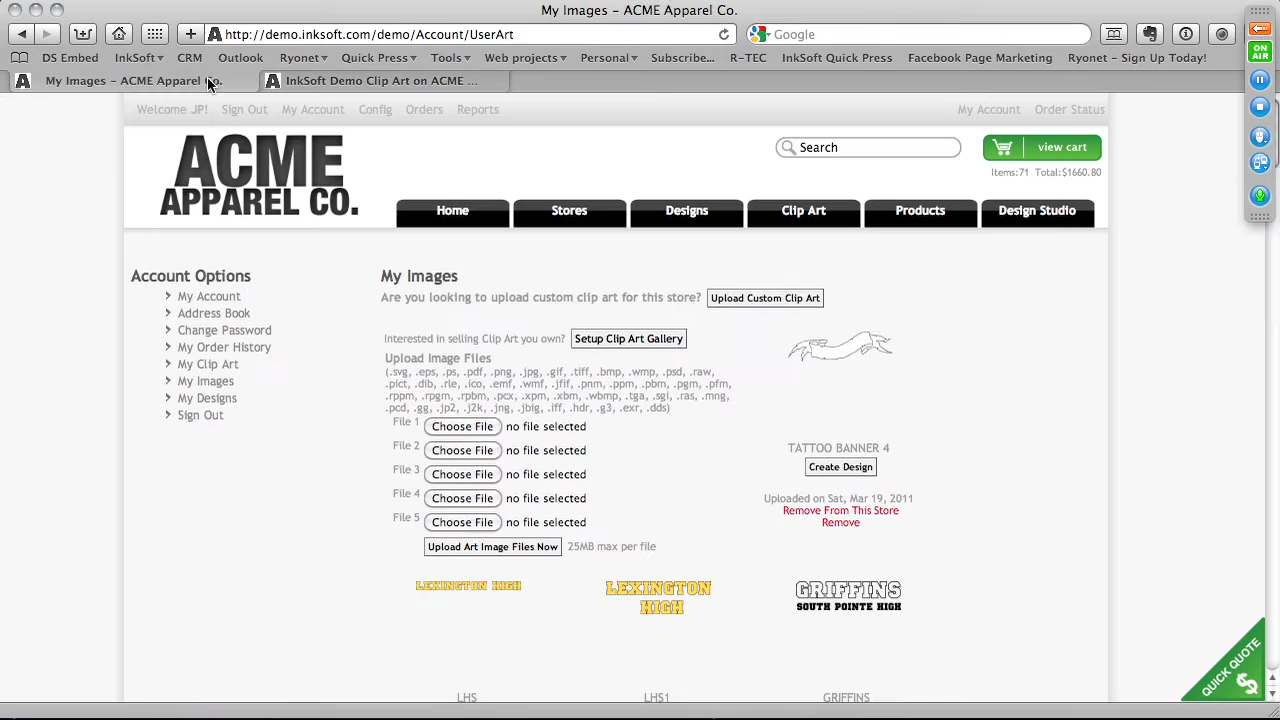 My Images – ACME Apparel Co.
http://demo.inksoft.com/demo/Account/UserArt
Google
DS Embed InkSoft CRM Outlook Ryonet Quick Press Tools Web projects Personal Subscribe... R-TEC InkSoft Quick Press Facebook Page Marketing Ryonet – Sign Up Today!
My Images – ACME Apparel Co.
InkSoft Demo Clip Art on ACME ...
ON AIR
Welcome JP! Sign Out My Account Config Orders Reports
My Account Order Status
ACME
APPAREL CO.
Search
view cart
Items:71 Total:$1660.80
Home Stores Designs Clip Art Products Design Studio
Account Options
My Account
Address Book
Change Password
My Order History
My Clip Art
My Images
My Designs
Sign Out
My Images
Are you looking to upload custom clip art for this store? Upload Custom Clip Art
Interested in selling Clip Art you own? Setup Clip Art Gallery
Upload Image Files
(.svg, .eps, .ps, .pdf, .png, .jpg, .gif, .tiff, .bmp, .wmp, .psd, .raw,
.pict, .dib, .rle, .ico, .emf, .wmf, .jfif, .pnm, .ppm, .pbm, .pgm, .pfm,
.rppm, .rpgm, .rpbm, .pcx, .xpm, .xbm, .wbmp, .tga, .sgi, .ras, .mng,
.pcd, .gg, .jp2, .j2k, .jng, .jbig, .iff, .hdr, .g3, .exr, .dds)
File 1 Choose File no file selected
File 2 Choose File no file selected
File 3 Choose File no file selected
File 4 Choose File no file selected
File 5 Choose File no file selected
Upload Art Image Files Now 25MB max per file
TATTOO BANNER 4
Create Design
Uploaded on Sat, Mar 19, 2011
Remove From This Store
Remove
LEXINGTON HIGH
LEXINGTON
HIGH
GRIFFINS
SOUTH POINTE HIGH
LHS
LHS1
GRIFFINS
QUICK QUOTE
$